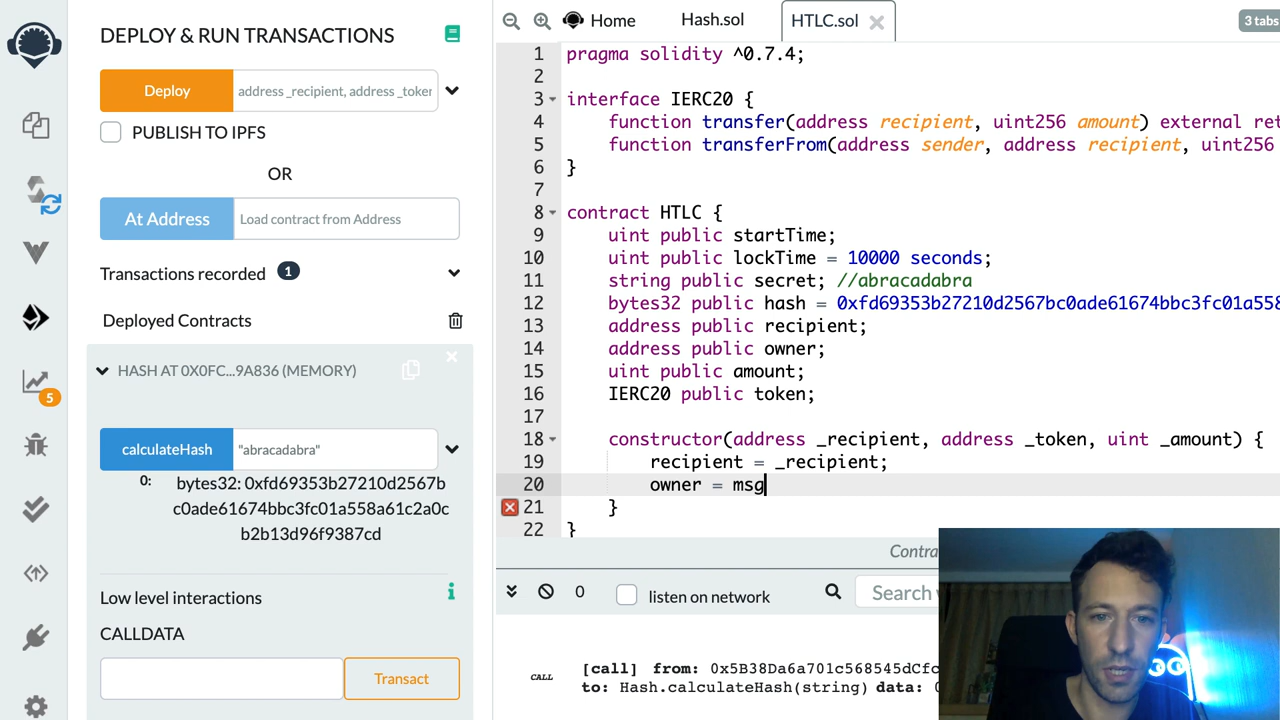 DEPLOY & RUN TRANSACTIONS
Deploy address _recipient, address _token
PUBLISH TO IPFS
OR
At Address Load contract from Address
Transactions recorded 1
Deployed Contracts
HASH AT 0X0FC...9A836 (MEMORY)
calculateHash "abracadabra"
0: bytes32: 0xfd69353b27210d2567b
c0ade61674bbc3fc01a558a61c2a0c
b2b13d96f9387cd
Low level interactions
CALLDATA
Transact
5
Home Hash.sol HTLC.sol 3 tabs
1 pragma solidity ^0.7.4;
2
3 interface IERC20 {
4 function transfer(address recipient, uint256 amount) external ret
5 function transferFrom(address sender, address recipient, uint256
6 }
7
8 contract HTLC {
9 uint public startTime;
10 uint public lockTime = 10000 seconds;
11 string public secret; //abracadabra
12 bytes32 public hash = 0xfd69353b27210d2567bc0ade61674bbc3fc01a558
13 address public recipient;
14 address public owner;
15 uint public amount;
16 IERC20 public token;
17
18 constructor(address _recipient, address _token, uint _amount) {
19 recipient = _recipient;
20 owner = msg
21 }
22 }
Contra
0 listen on network Search
CALL [call] from: 0x5B38Da6a701c568545dCfc
to: Hash.calculateHash(string) data: